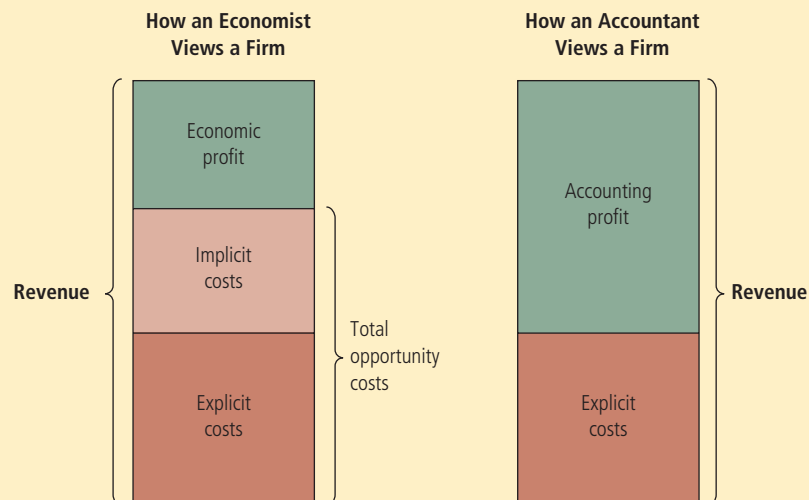 How an Economist
Views a Firm
Economic
profit
Implicit
costs
Revenue
Total
opportunity
costs
Explicit
costs
How an Accountant
Views a Firm
Accounting
profit
Revenue
Explicit
costs